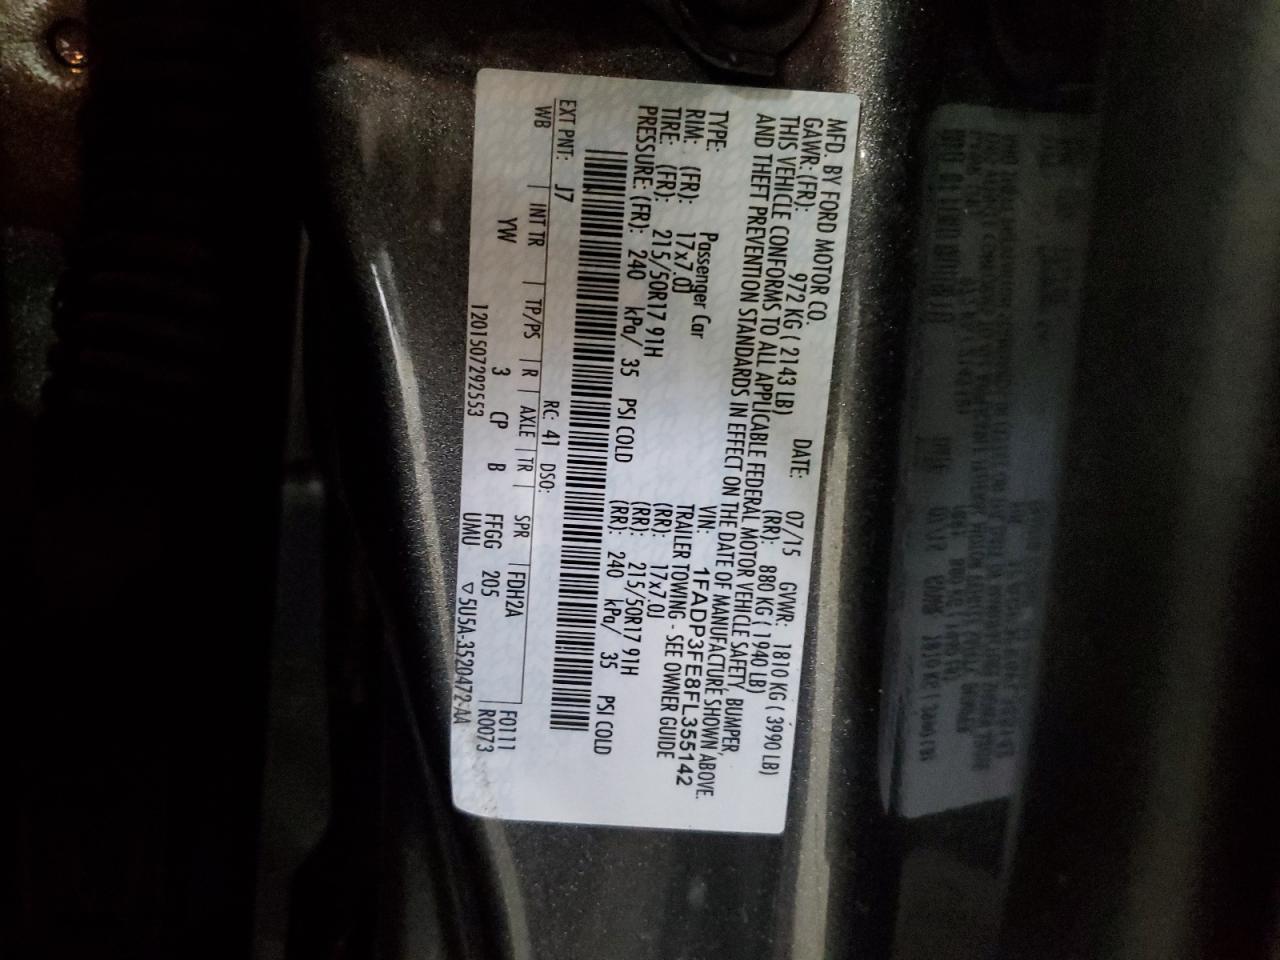 MFD. BY FORD MOTOR CO.
DATE: 07/15 GVWR: 1810 KG ( 3990 LB)
GAWR: (FR): 972 KG ( 2143 LB) (RR): 880 KG ( 1940 LB)
THIS VEHICLE CONFORMS TO ALL APPLICABLE FEDERAL MOTOR VEHICLE SAFETY, BUMPER,
AND THEFT PREVENTION STANDARDS IN EFFECT ON THE DATE OF MANUFACTURE SHOWN ABOVE.
VIN: 1FADP3FE8FL355142
TYPE: Passenger Car TRAILER TOWING - SEE OWNER GUIDE
RIM: (FR): 17x7.0J (RR): 17x7.0J
TIRE: (FR): 215/50R17 91H (RR): 215/50R17 91H
PRESSURE: (FR): 240 kPa/ 35 PSI COLD (RR): 240 kPa/ 35 PSI COLD
EXT PNT: J7 RC: 41 DSO: F0111
WB | INT TR | TP/PS | R | AXLE | TR | SPR | FDH2A R0073
YW 3 CP B FFGG 205
1201507292553 UMU ▽5U5A-3520472-AA